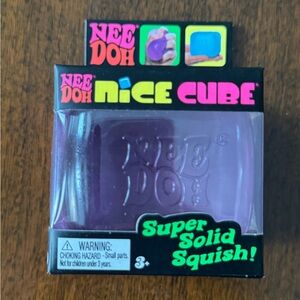 NEE
DOH
NEE
DOH NICE CUBE
NEE
DOH
Super
Solid
Squish!
WARNING:
CHOKING HAZARD - Small parts.
Not for children under 3 years.
3+